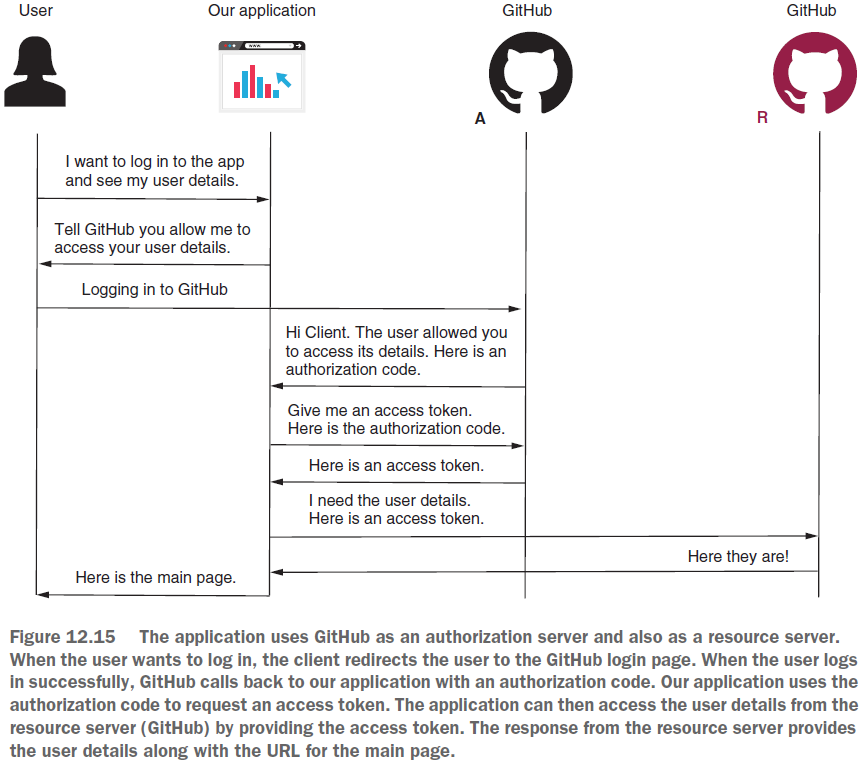 User
Our application
GitHub
GitHub
www.
A
R
I want to log in to the app
and see my user details.
Tell GitHub you allow me to
access your user details.
Logging in to GitHub
Hi Client. The user allowed you
to access its details. Here is an
authorization code.
Give me an access token.
Here is the authorization code.
Here is an access token.
I need the user details.
Here is an access token.
Here they are!
Here is the main page.
Figure 12.15 The application uses GitHub as an authorization server and also as a resource server.
When the user wants to log in, the client redirects the user to the GitHub login page. When the user logs
in successfully, GitHub calls back to our application with an authorization code. Our application uses the
authorization code to request an access token. The application can then access the user details from the
resource server (GitHub) by providing the access token. The response from the resource server provides
the user details along with the URL for the main page.